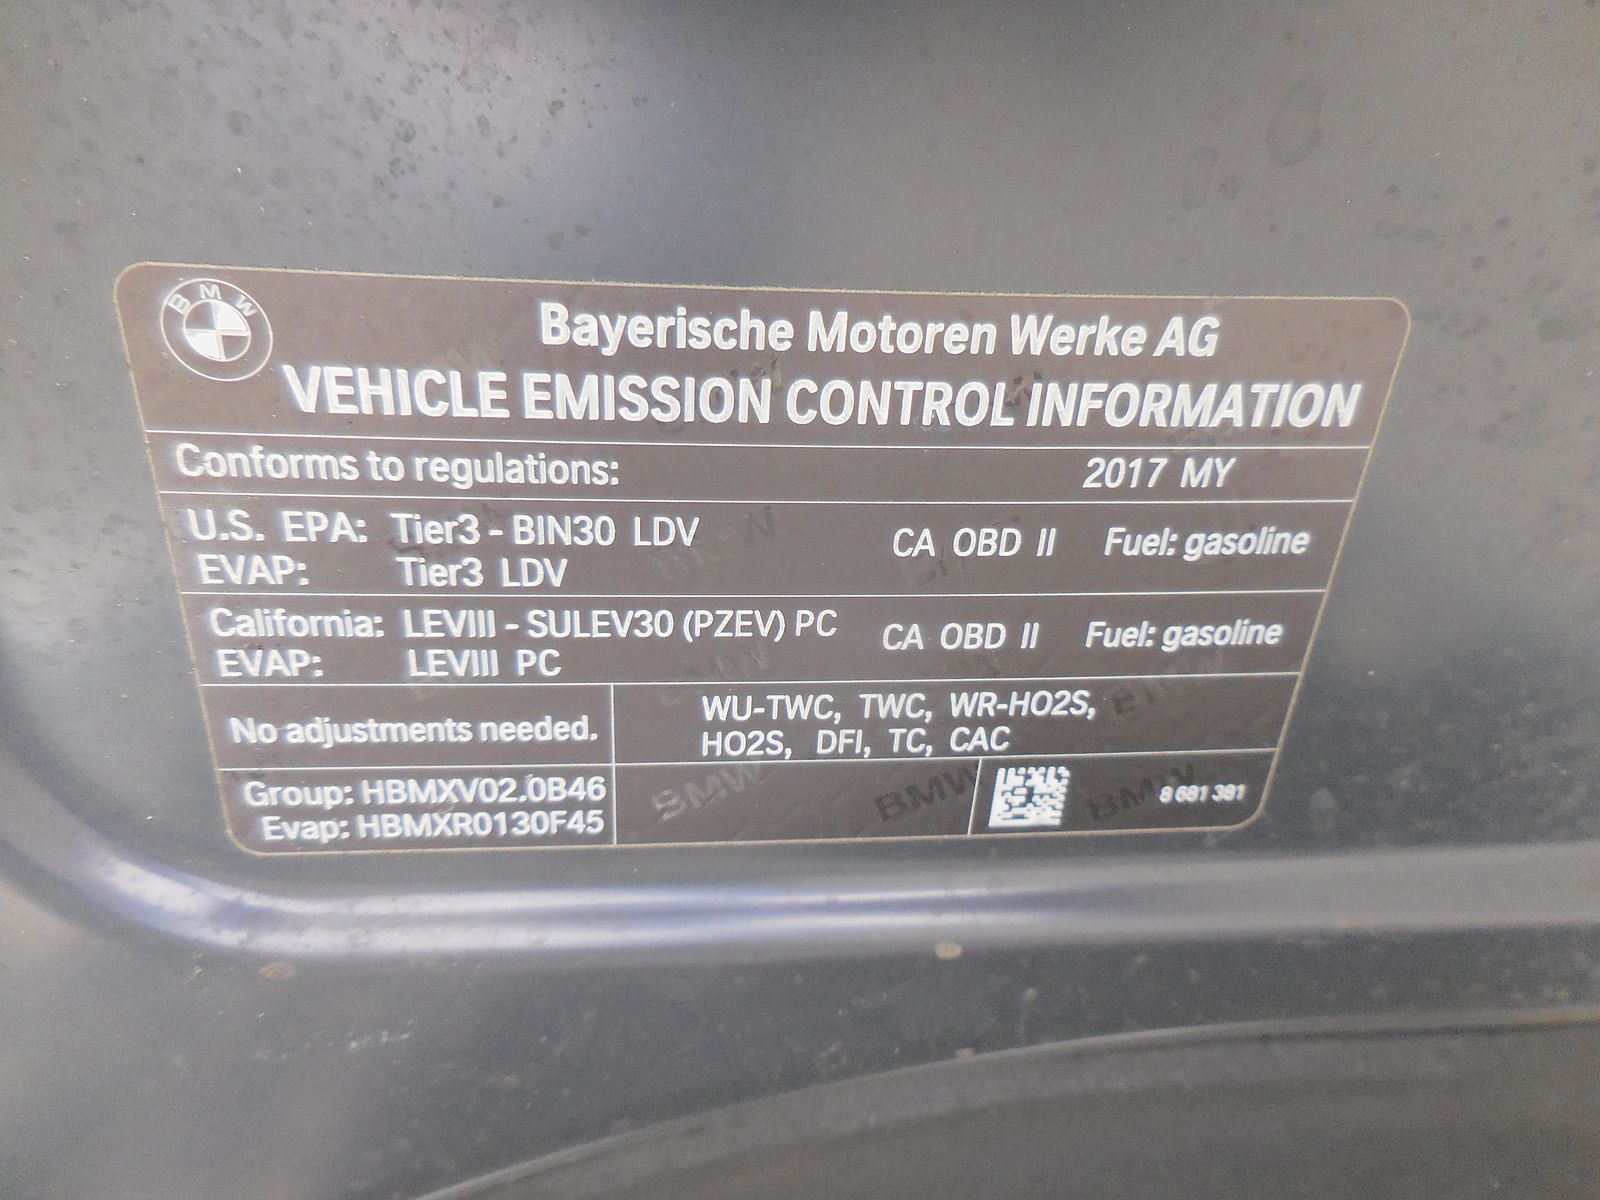 BMW
Bayerische Motoren Werke AG
VEHICLE EMISSION CONTROL INFORMATION
Conforms to regulations: 2017 MY
U.S. EPA: Tier3 - BIN30 LDV CA OBD II Fuel: gasoline
EVAP: Tier3 LDV
California: LEVIII - SULEV30 (PZEV) PC CA OBD II Fuel: gasoline
EVAP: LEVIII PC
No adjustments needed.
WU-TWC, TWC, WR-HO2S,
HO2S, DFI, TC, CAC
Group: HBMXV02.0B46
Evap: HBMXR0130F45
8 681 381